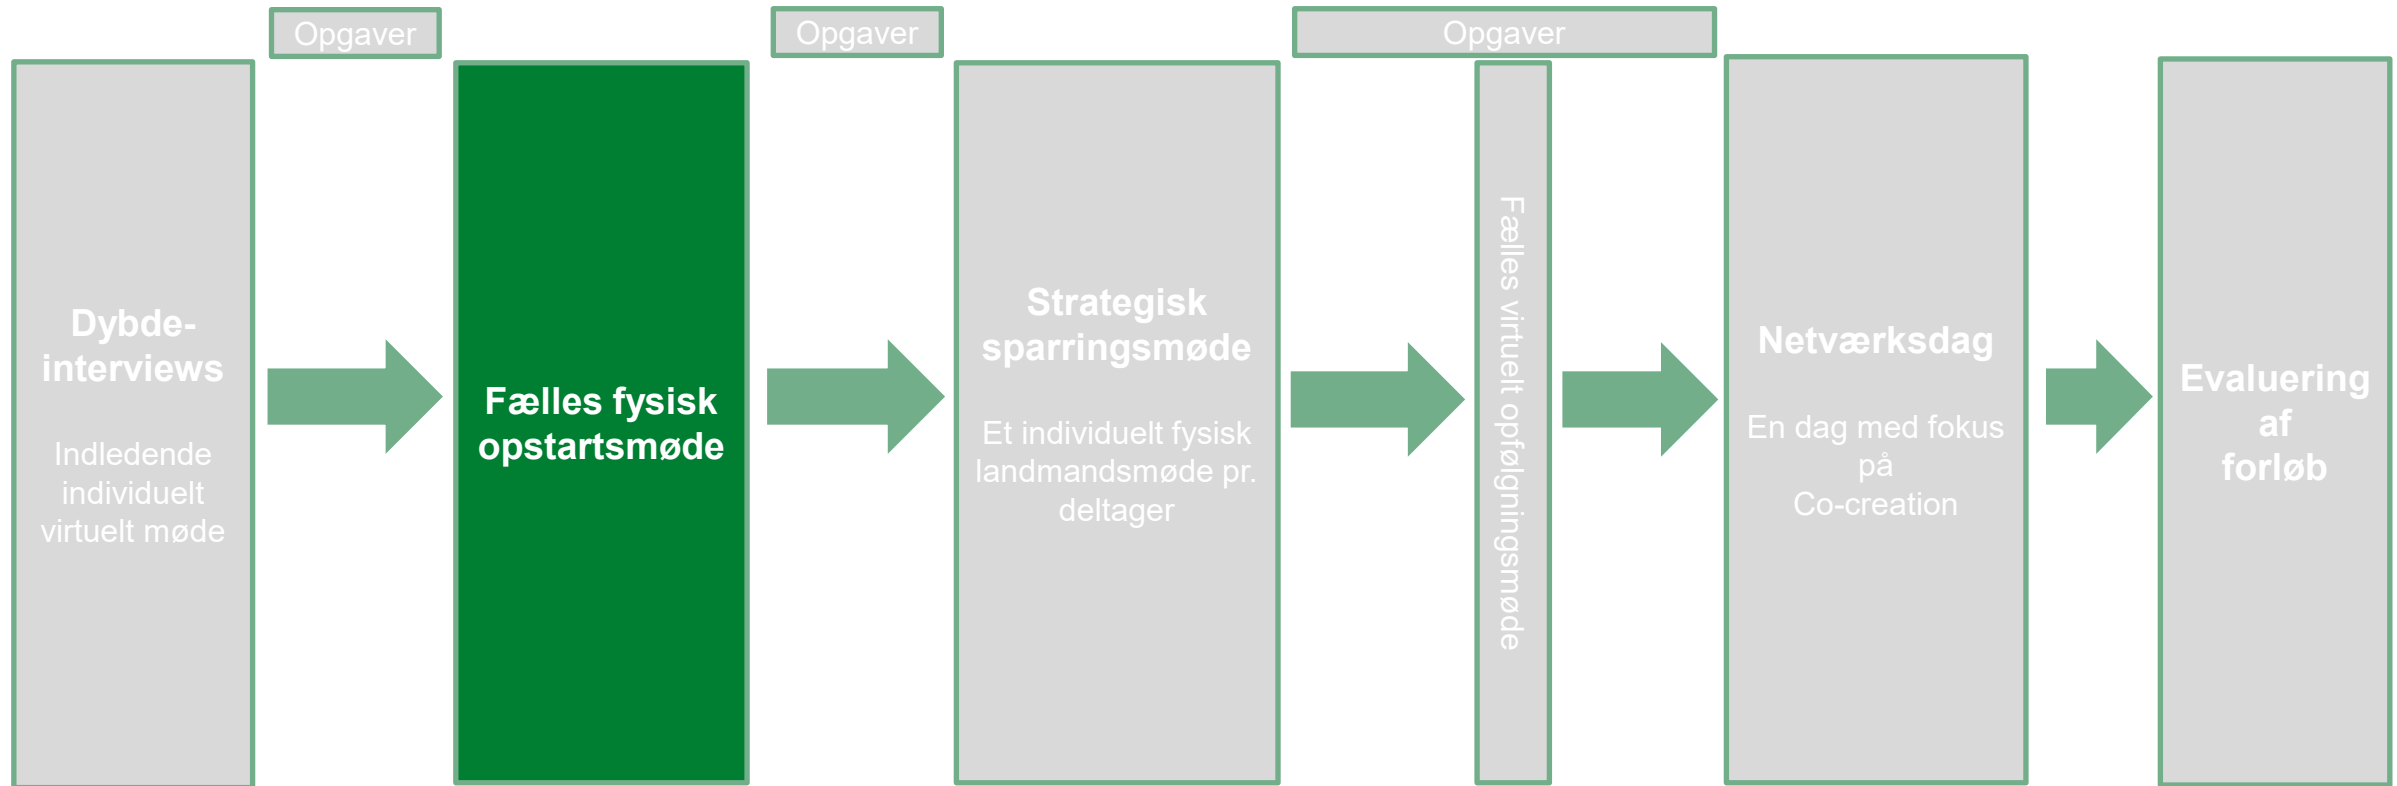 Opgaver
Opgaver
Opgaver
Dybde-
interviews
Indledende
individuelt
virtuelt møde
Fælles fysisk
opstartsmøde
Strategisk
sparringsmøde
Et individuelt fysisk
landmandsmøde pr.
deltager
Fælles virtuelt opfølgningsmøde
Netværksdag
En dag med fokus
på
Co-creation
Evaluering
af
forløb